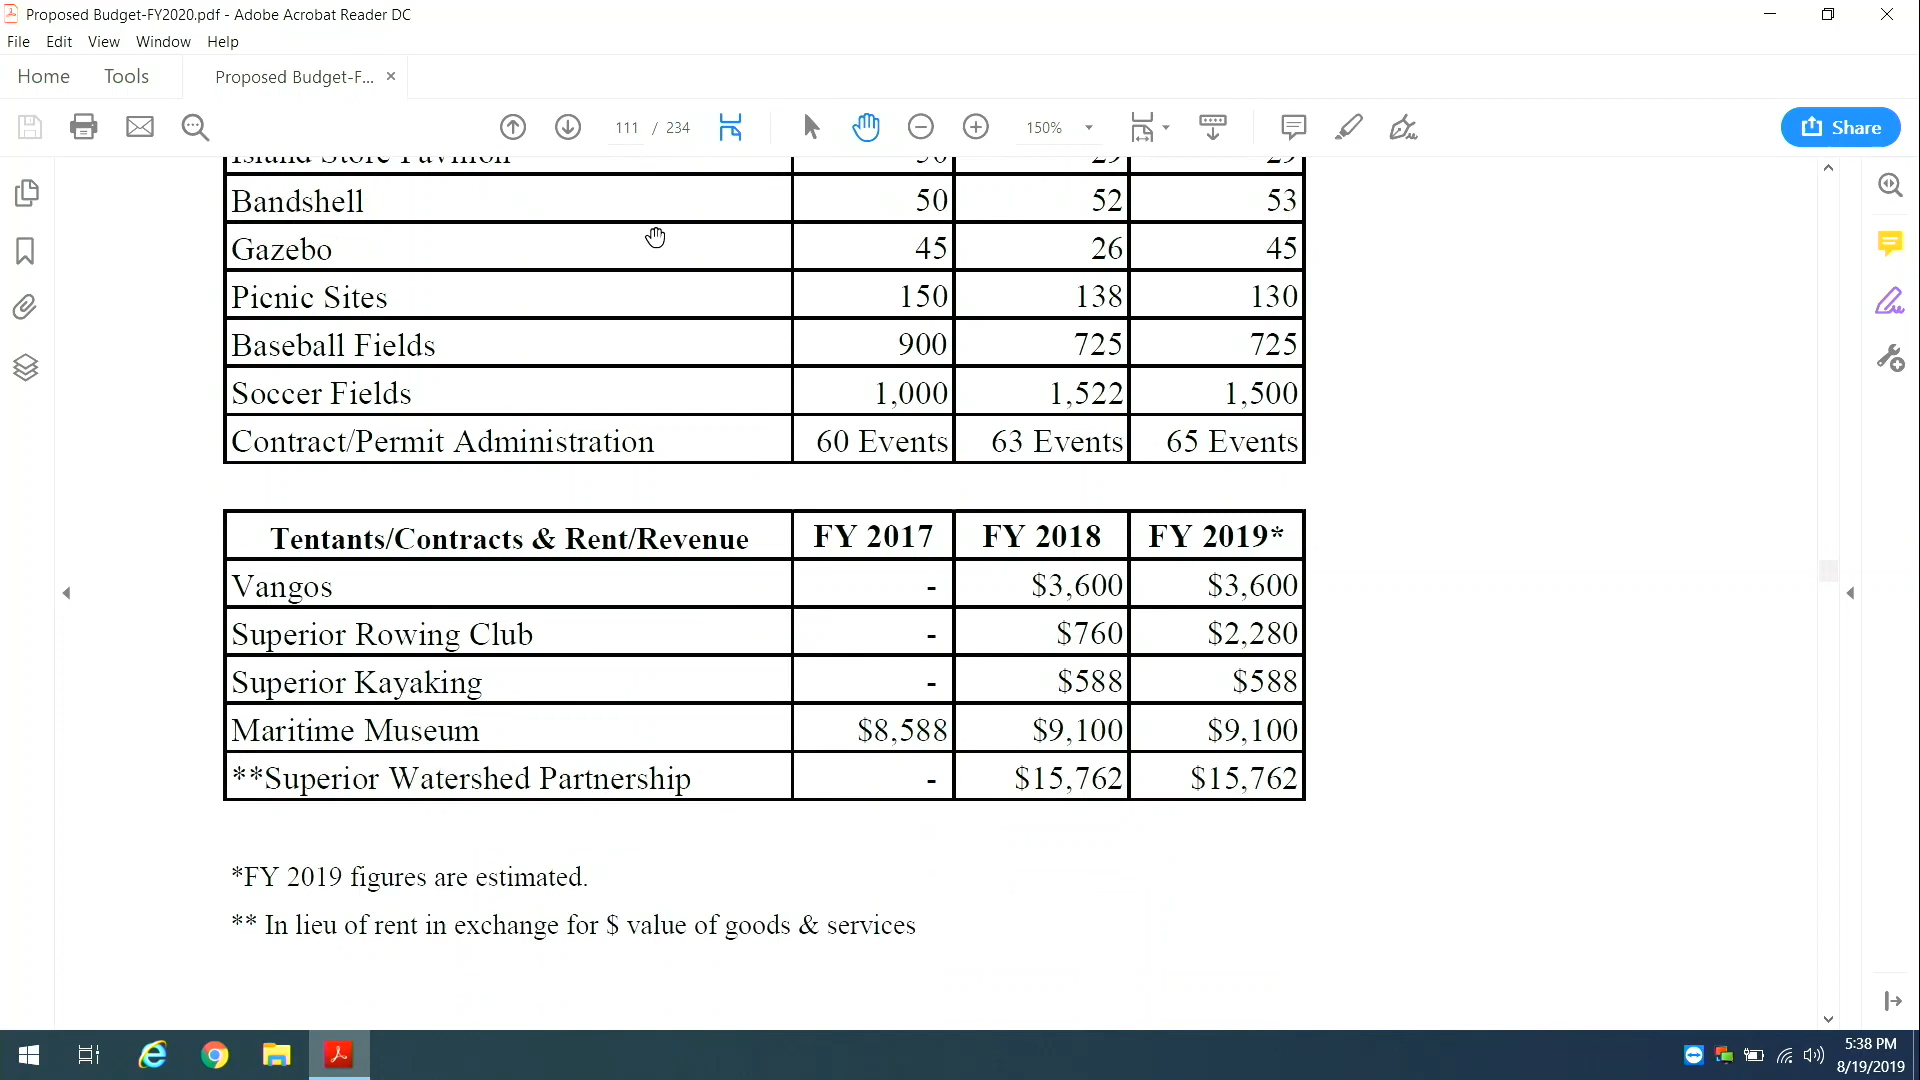 Proposed Budget-FY2020.pdf - Adobe Acrobat Reader DC
File Edit View Window Help
Home Tools Proposed Budget-F... ×
111 / 234 150% Share
Island Store Pavilion 50 29 29
Bandshell 50 52 53
Gazebo 45 26 45
Picnic Sites 150 138 130
Baseball Fields 900 725 725
Soccer Fields 1,000 1,522 1,500
Contract/Permit Administration 60 Events 63 Events 65 Events
Tentants/Contracts & Rent/Revenue FY 2017 FY 2018 FY 2019*
Vangos - $3,600 $3,600
Superior Rowing Club - $760 $2,280
Superior Kayaking - $588 $588
Maritime Museum $8,588 $9,100 $9,100
**Superior Watershed Partnership - $15,762 $15,762
*FY 2019 figures are estimated.
** In lieu of rent in exchange for $ value of goods & services
5:38 PM
8/19/2019